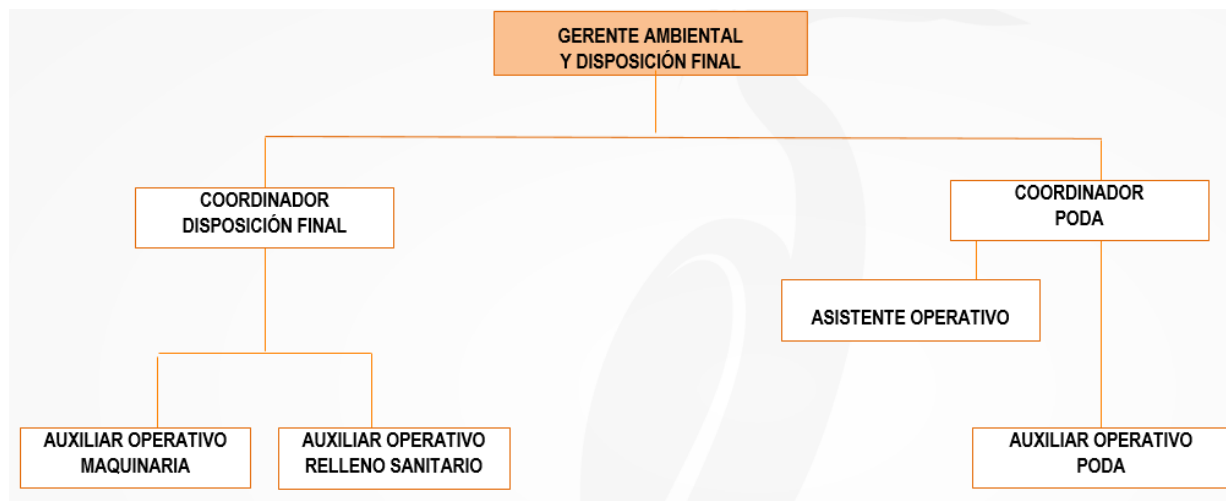 GERENTE AMBIENTAL
Y DISPOSICIÓN FINAL
COORDINADOR
DISPOSICIÓN FINAL
COORDINADOR
PODA
ASISTENTE OPERATIVO
AUXILIAR OPERATIVO
MAQUINARIA
AUXILIAR OPERATIVO
RELLENO SANITARIO
AUXILIAR OPERATIVO
PODA